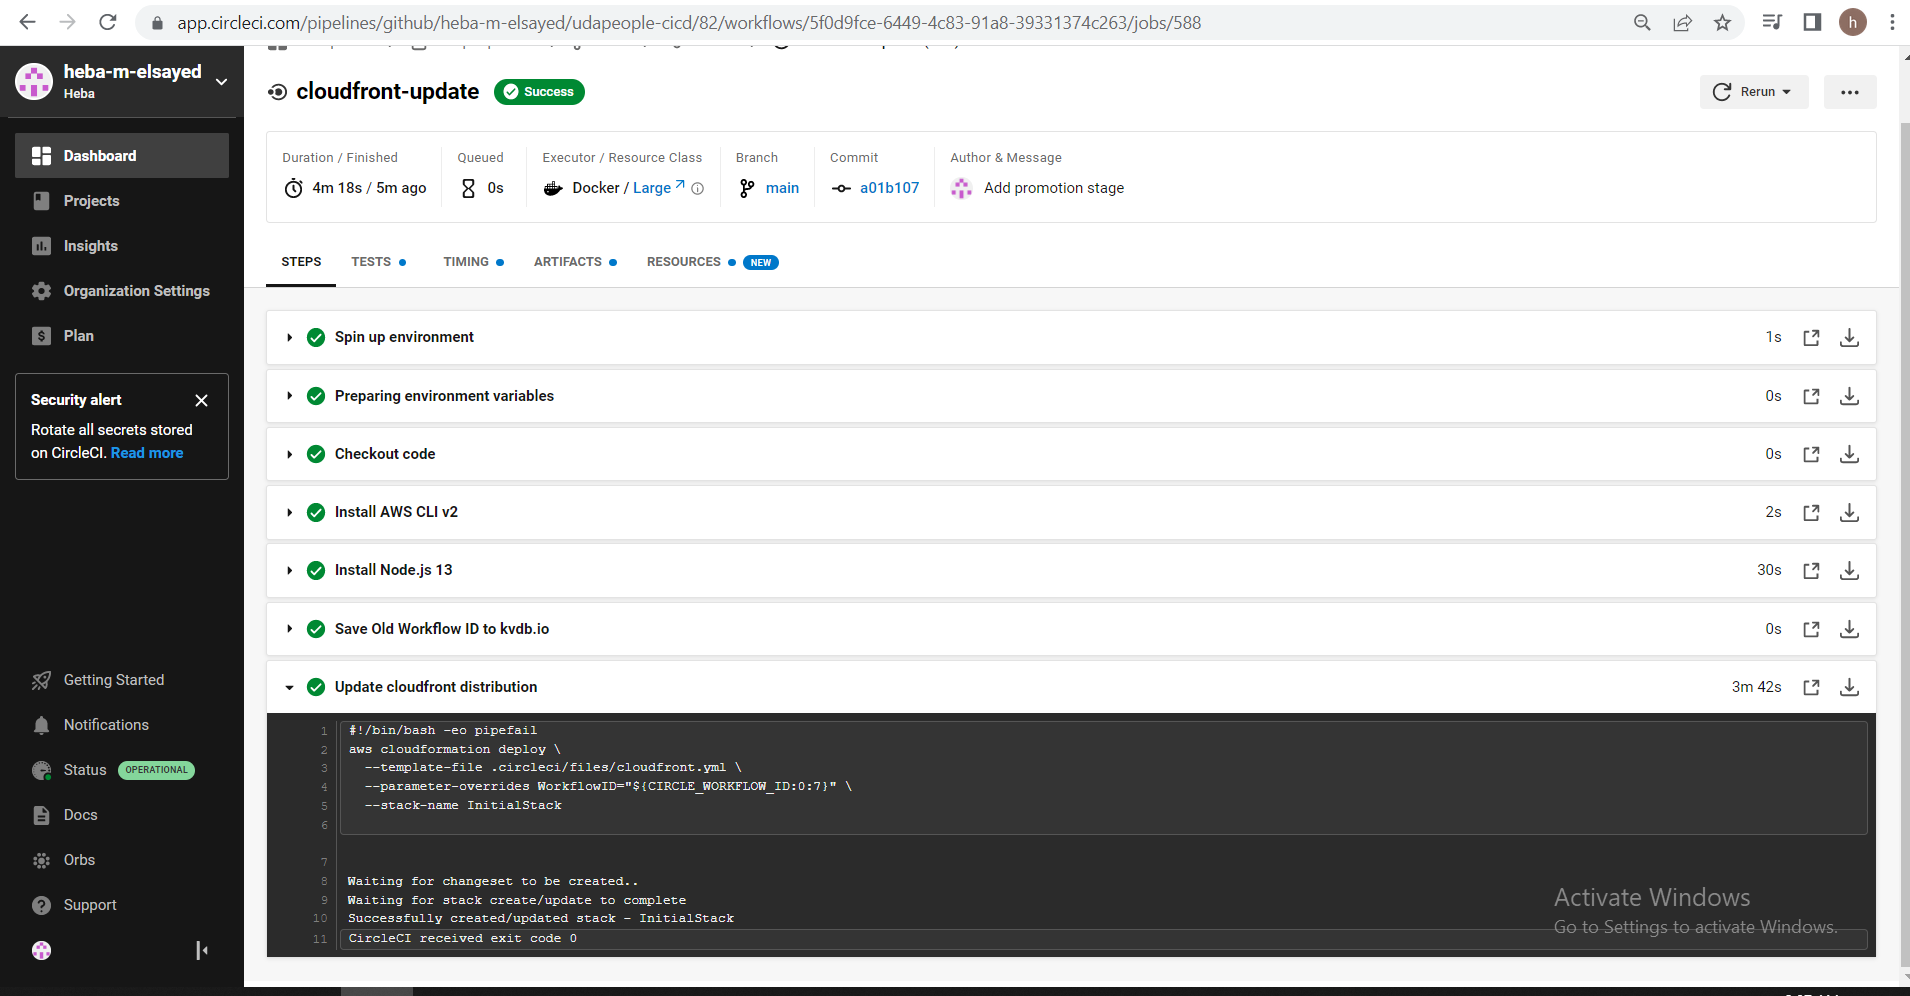 app.circleci.com/pipelines/github/heba-m-elsayed/udapeople-cicd/82/workflows/5f0d9fce-6449-4c83-91a8-39331374c263/jobs/588
h
heba-m-elsayed
Heba
Dashboard
Projects
Insights
Organization Settings
Plan
Security alert
Rotate all secrets stored
on CircleCI. Read more
Getting Started
Notifications
Status OPERATIONAL
Docs
Orbs
Support
cloudfront-update Success
Rerun
Duration / Finished
4m 18s / 5m ago
Queued
0s
Executor / Resource Class
Docker / Large
Branch
main
Commit
a01b107
Author & Message
Add promotion stage
STEPS TESTS TIMING ARTIFACTS RESOURCES NEW
Spin up environment 1s
Preparing environment variables 0s
Checkout code 0s
Install AWS CLI v2 2s
Install Node.js 13 30s
Save Old Workflow ID to kvdb.io 0s
Update cloudfront distribution 3m 42s
1 #!/bin/bash -eo pipefail
2 aws cloudformation deploy \
3 --template-file .circleci/files/cloudfront.yml \
4 --parameter-overrides WorkflowID="${CIRCLE_WORKFLOW_ID:0:7}" \
5 --stack-name InitialStack
6
7
8 Waiting for changeset to be created..
9 Waiting for stack create/update to complete
10 Successfully created/updated stack - InitialStack
11 CircleCI received exit code 0
Activate Windows
Go to Settings to activate Windows.